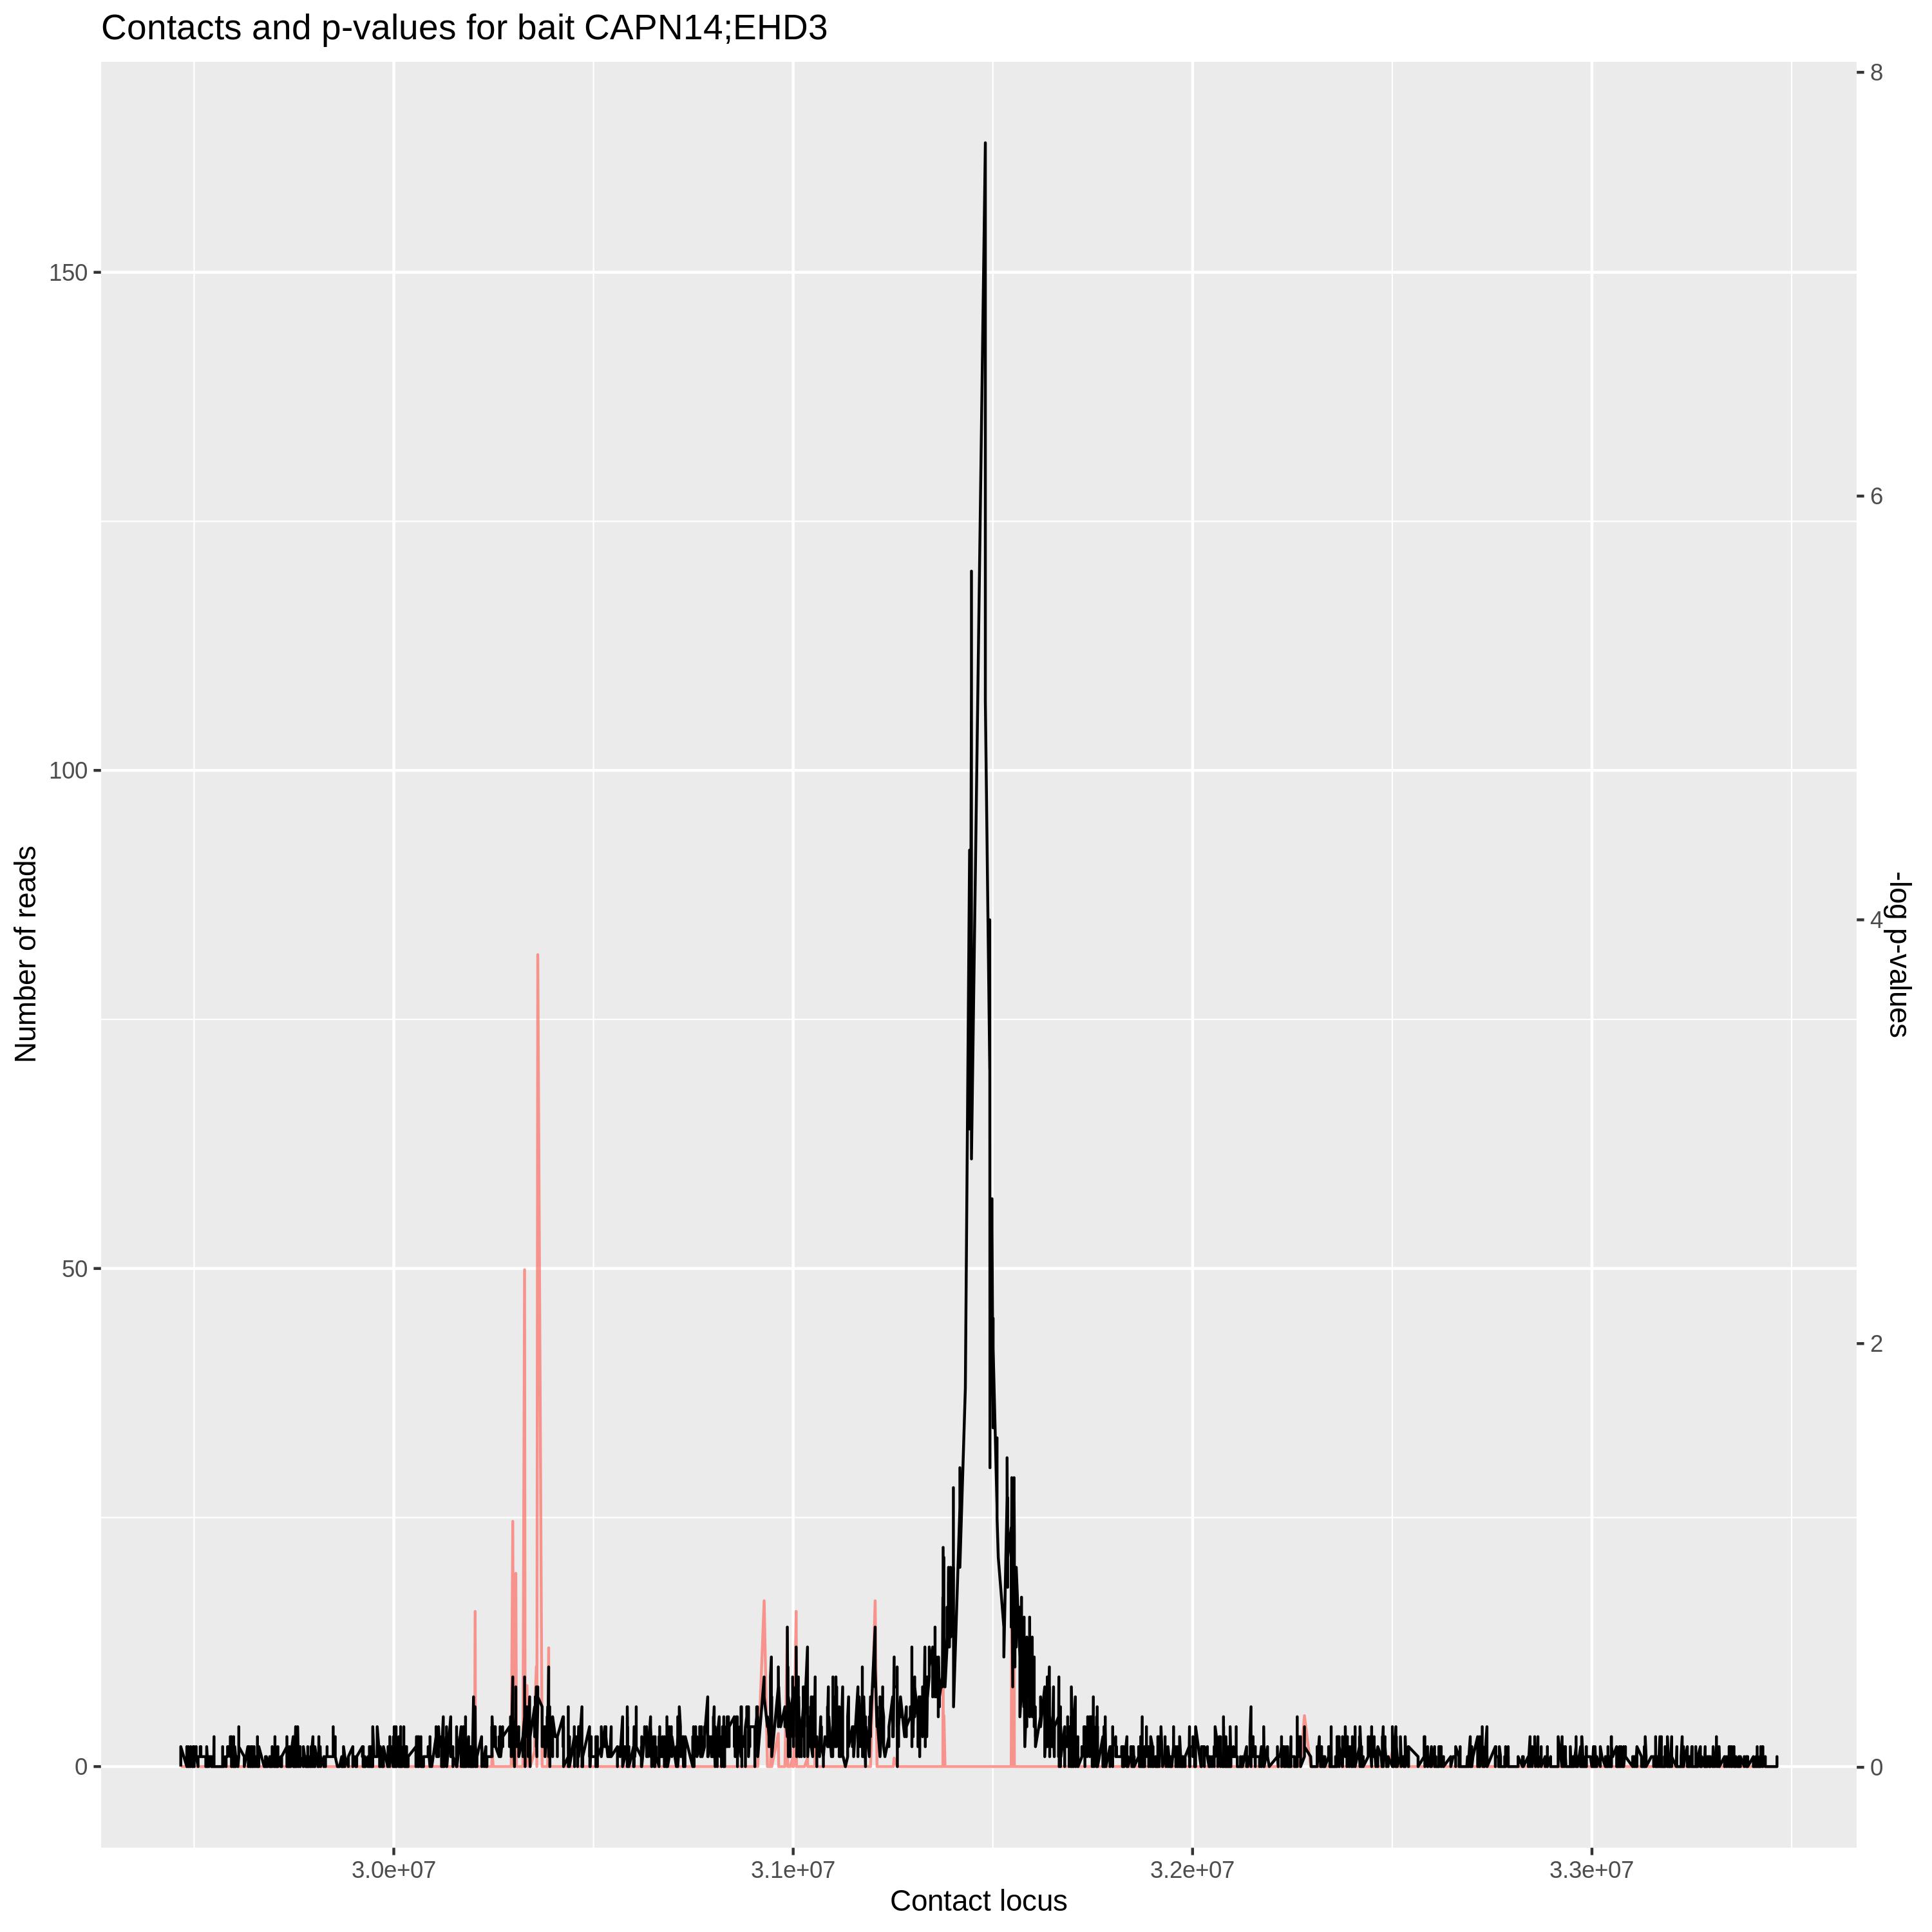 Contacts and p-values for bait CAPN14;EHD3
8
150
6
100
4
50
2
0
0
Number of reads
-log p-values
3.0e+07
3.1e+07
3.2e+07
3.3e+07
Contact locus